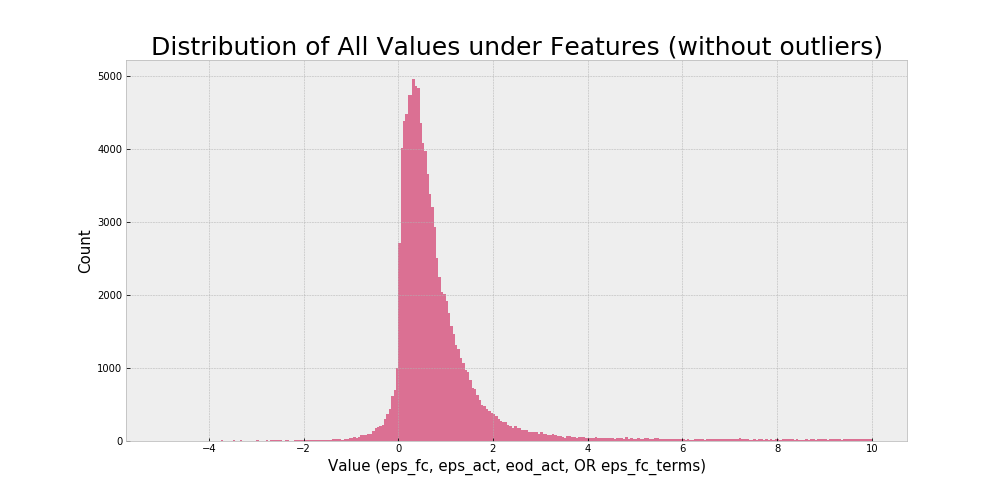 Distribution of All Values under Features (without outliers)
5000
4000
3000
2000
1000
0
Count
−4 −2 0 2 4 6 8 10
Value (eps_fc, eps_act, eod_act, OR eps_fc_terms)